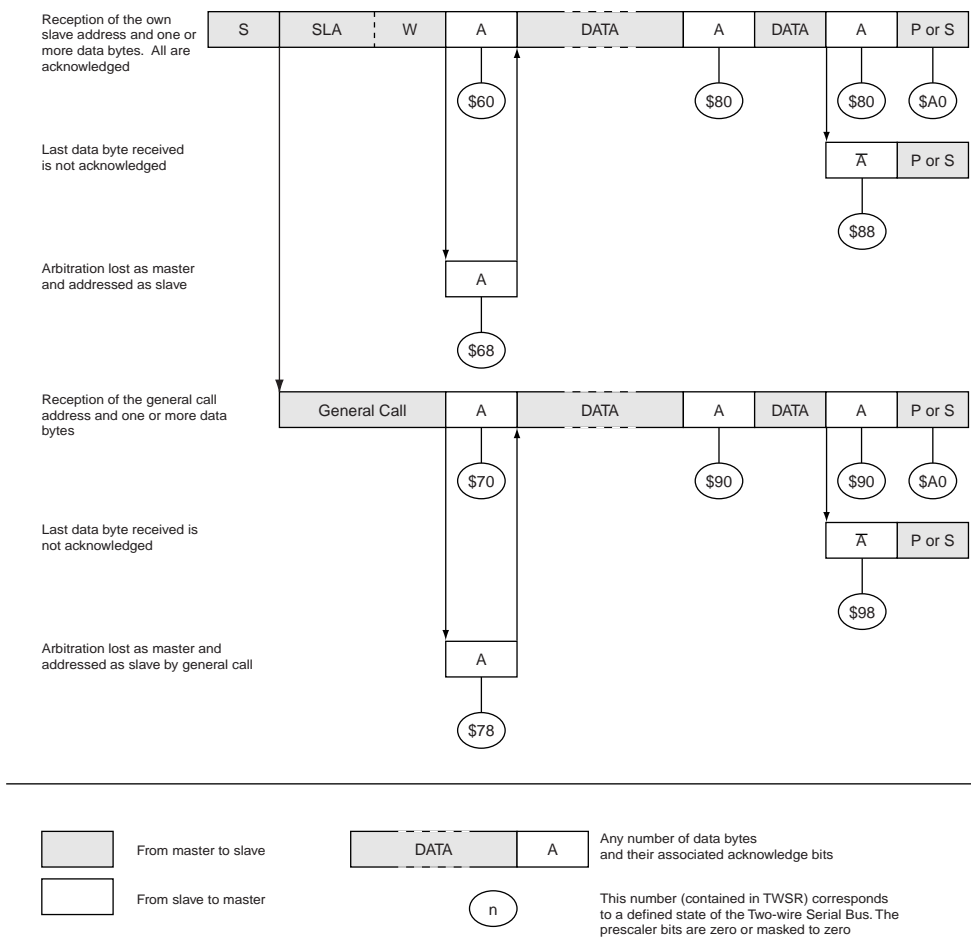 Reception of the own
slave address and one or
more data bytes. All are
acknowledged
S SLA W A DATA A DATA A P or S
$60 $80 $80 $A0
Last data byte received
is not acknowledged
A̅ P or S
$88
Arbitration lost as master
and addressed as slave
A
$68
Reception of the general call
address and one or more data
bytes
General Call A DATA A DATA A P or S
$70 $90 $90 $A0
Last data byte received is
not acknowledged
A̅ P or S
$98
Arbitration lost as master and
addressed as slave by general call
A
$78
From master to slave
DATA A
Any number of data bytes
and their associated acknowledge bits
From slave to master
n
This number (contained in TWSR) corresponds
to a defined state of the Two-wire Serial Bus. The
prescaler bits are zero or masked to zero